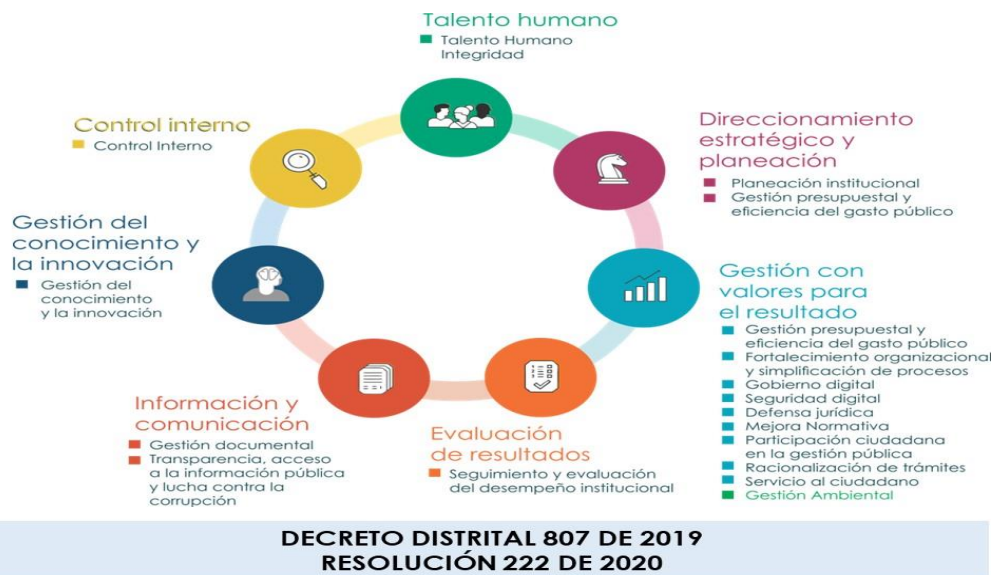 Talento humano
Talento Humano
Integridad
Direccionamiento
estratégico y
planeación
Planeación institucional
Gestión presupuestal y
eficiencia del gasto público
Gestión con
valores para
el resultado
Gestión presupuestal y
eficiencia del gasto público
Fortalecimiento organizacional
y simplificación de procesos
Gobierno digital
Seguridad digital
Defensa jurídica
Mejora Normativa
Participación ciudadana
en la gestión pública
Racionalización de trámites
Servicio al ciudadano
Gestión Ambiental
Evaluación
de resultados
Seguimiento y evaluación
del desempeño institucional
Información y
comunicación
Gestión documental
Transparencia, acceso
a la información pública
y lucha contra la
corrupción
Gestión del
conocimiento y
la innovación
Gestión del
conocimiento
y la innovación
Control interno
Control Interno
DECRETO DISTRITAL 807 DE 2019
RESOLUCIÓN 222 DE 2020